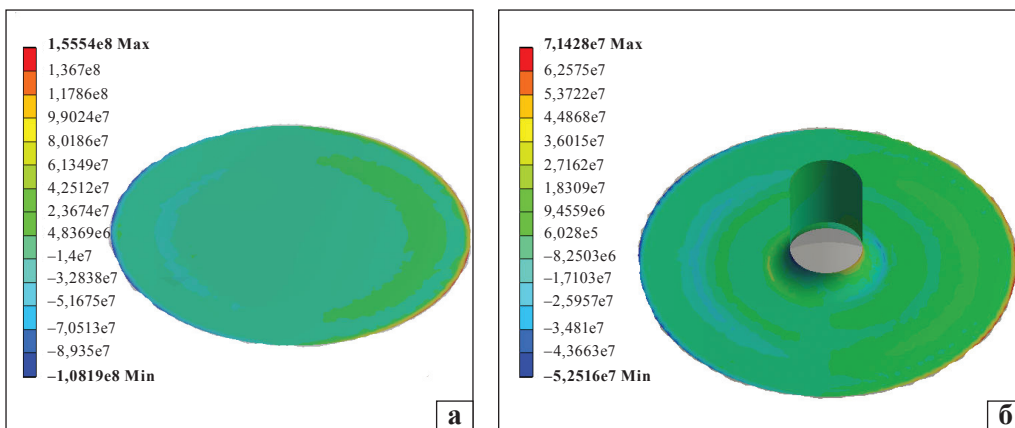 1,5554e8 Max
1,367e8
1,1786e8
9,9024e7
8,0186e7
6,1349e7
4,2512e7
2,3674e7
4,8369e6
–1,4e7
–3,2838e7
–5,1675e7
–7,0513e7
–8,935e7
–1,0819e8 Min
а
7,1428e7 Max
6,2575e7
5,3722e7
4,4868e7
3,6015e7
2,7162e7
1,8309e7
9,4559e6
6,028e5
–8,2503e6
–1,7103e7
–2,5957e7
–3,481e7
–4,3663e7
–5,2516e7 Min
б